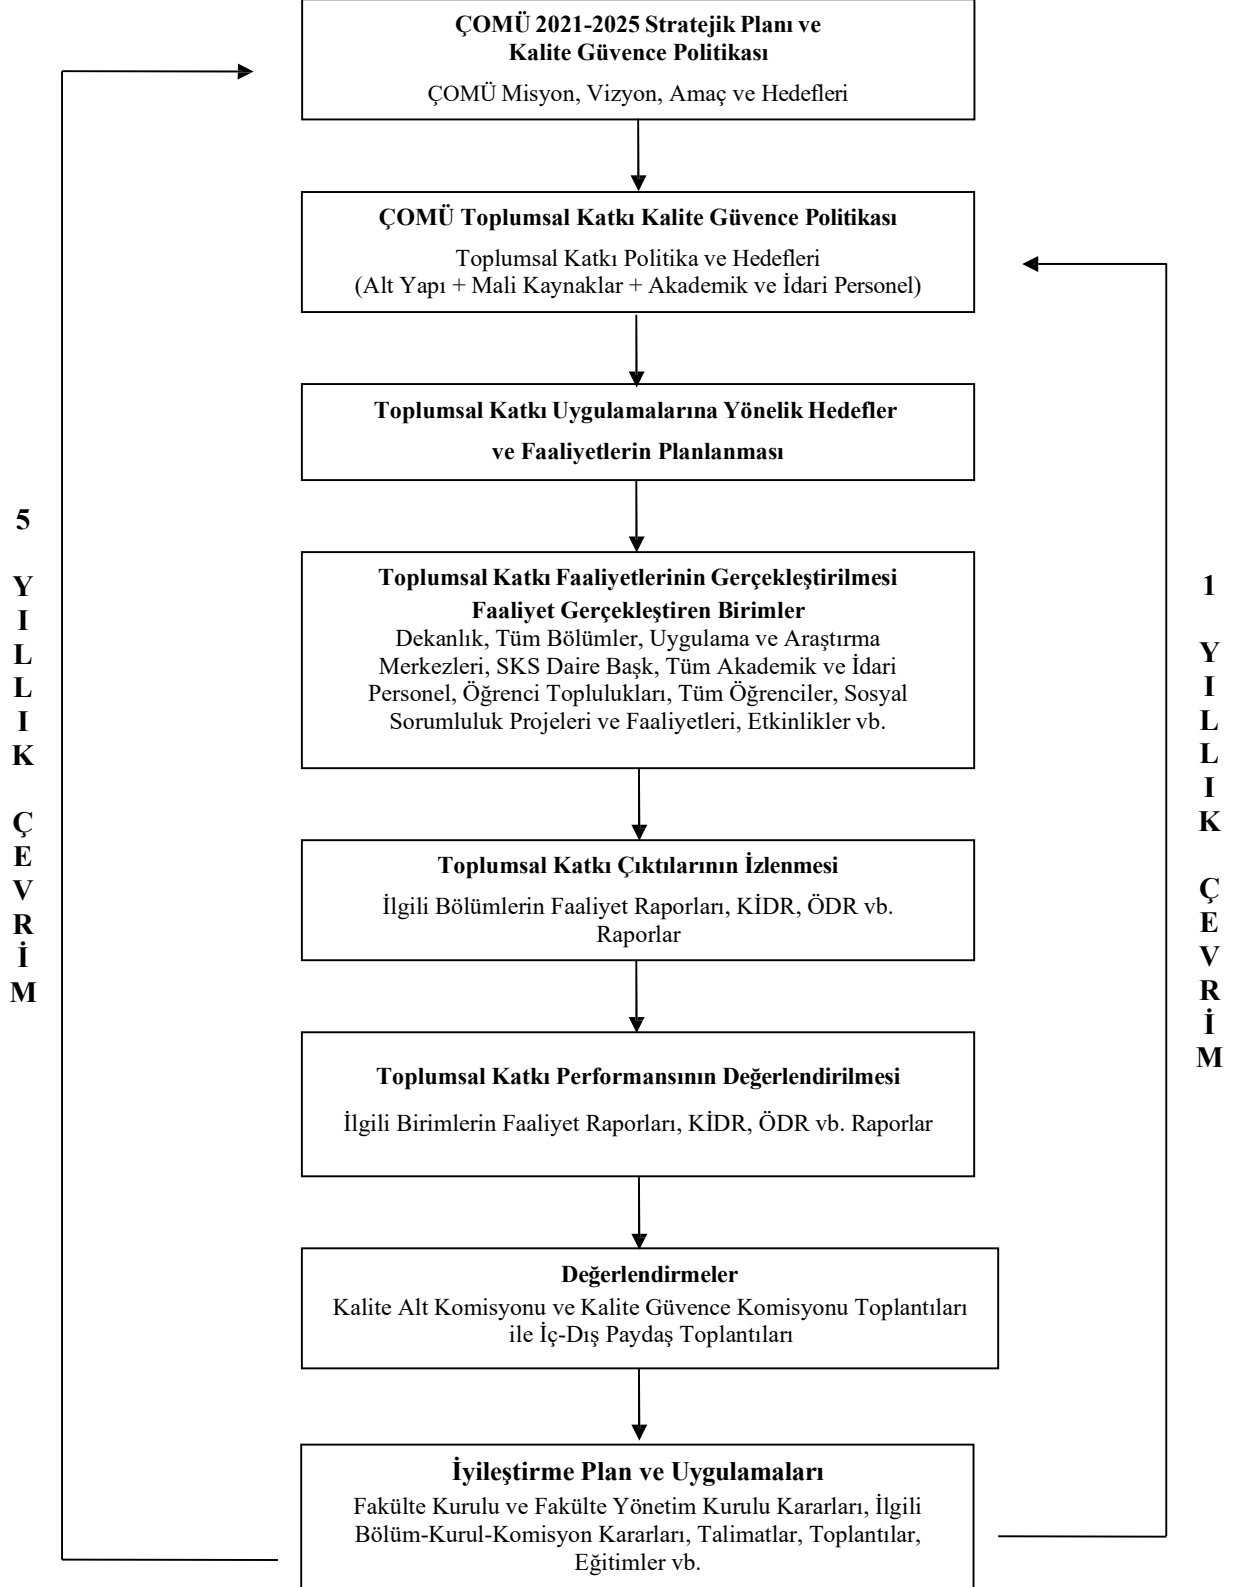 ÇOMÜ 2021-2025 Stratejik Planı ve
Kalite Güvence Politikası
ÇOMÜ Misyon, Vizyon, Amaç ve Hedefleri
ÇOMÜ Toplumsal Katkı Kalite Güvence Politikası
Toplumsal Katkı Politika ve Hedefleri
(Alt Yapı + Mali Kaynaklar + Akademik ve İdari Personel)
Toplumsal Katkı Uygulamalarına Yönelik Hedefler
ve Faaliyetlerin Planlanması
Toplumsal Katkı Faaliyetlerinin Gerçekleştirilmesi
Faaliyet Gerçekleştiren Birimler
Dekanlık, Tüm Bölümler, Uygulama ve Araştırma
Merkezleri, SKS Daire Başk, Tüm Akademik ve İdari
Personel, Öğrenci Toplulukları, Tüm Öğrenciler, Sosyal
Sorumluluk Projeleri ve Faaliyetleri, Etkinlikler vb.
Toplumsal Katkı Çıktılarının İzlenmesi
İlgili Bölümlerin Faaliyet Raporları, KİDR, ÖDR vb.
Raporlar
Toplumsal Katkı Performansının Değerlendirilmesi
İlgili Birimlerin Faaliyet Raporları, KİDR, ÖDR vb. Raporlar
Değerlendirmeler
Kalite Alt Komisyonu ve Kalite Güvence Komisyonu Toplantıları
ile İç-Dış Paydaş Toplantıları
İyileştirme Plan ve Uygulamaları
Fakülte Kurulu ve Fakülte Yönetim Kurulu Kararları, İlgili
Bölüm-Kurul-Komisyon Kararları, Talimatlar, Toplantılar,
Eğitimler vb.
5 YILLIK ÇEVRİM
1 YILLIK ÇEVRİM